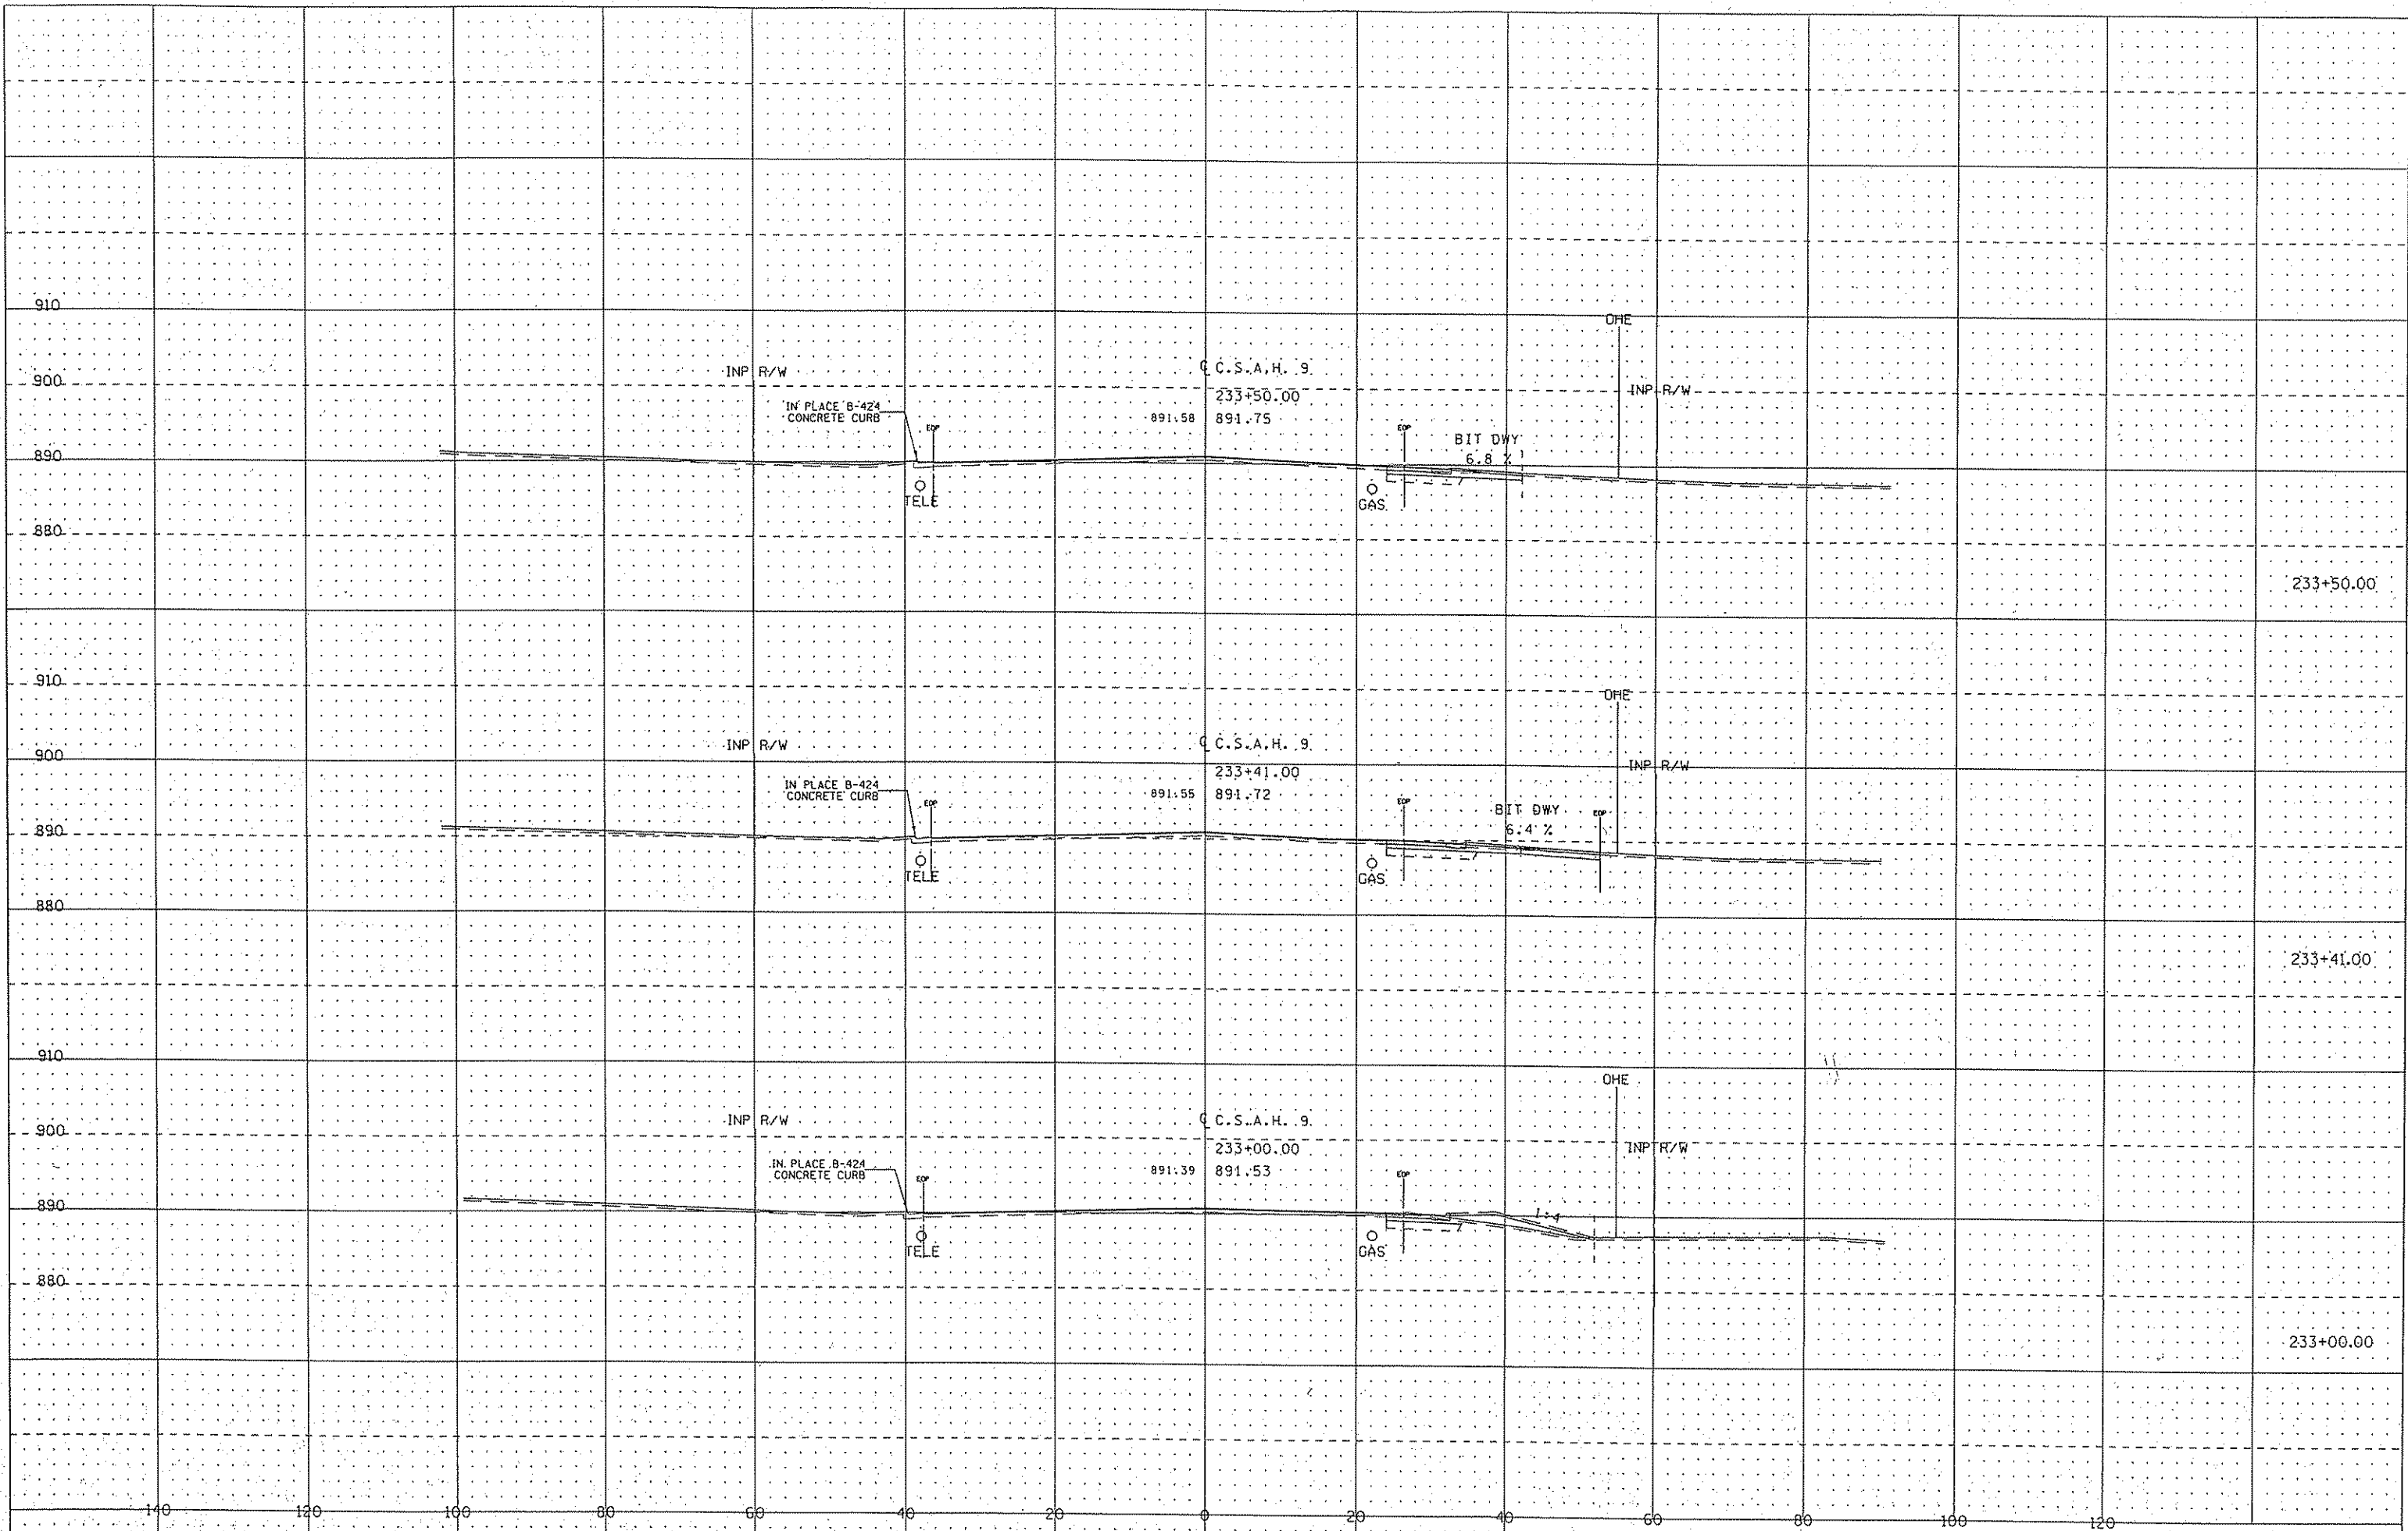 910
OHE
INP R/W
℄ C.S.A.H. 9
900
INP R/W
233+50.00
IN PLACE B-424
CONCRETE CURB
891.58 891.75
EOP
EOP
BIT DWY
6.8 %
890
TELE
GAS
880
233+50.00
910
OHE
INP R/W
℄ C.S.A.H. 9
900
INP R/W
233+41.00
IN PLACE B-424
CONCRETE CURB
891.55 891.72
EOP
EOP
BIT DWY
6.4 %
EOP
890
TELE
GAS
880
233+41.00
910
OHE
INP R/W
℄ C.S.A.H. 9
900
INP R/W
233+00.00
IN PLACE B-424
CONCRETE CURB
891.39 891.53
EOP
EOP
890
1:4
TELE
GAS
880
233+00.00
140 120 100 80 60 40 20 0 20 40 60 80 100 120